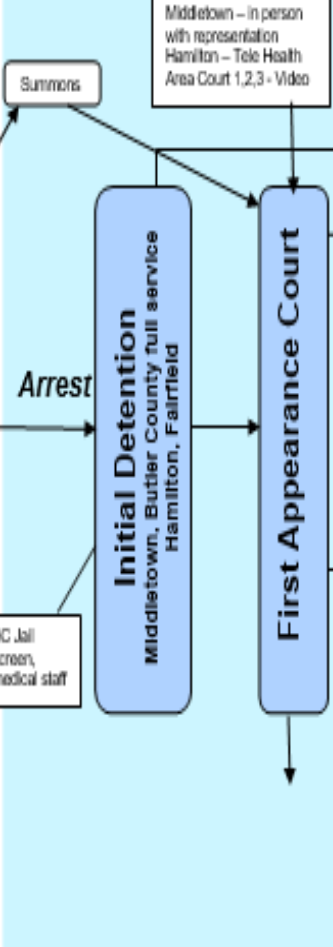 Middletown – In person
with representation
Hamilton – Tele Health
Area Court 1,2,3 - Video
Summons
Arrest
Initial Detention
Middletown, Butler County full service
Hamilton, Fairfield
First Appearance Court
C Jail
creen,
medical staff